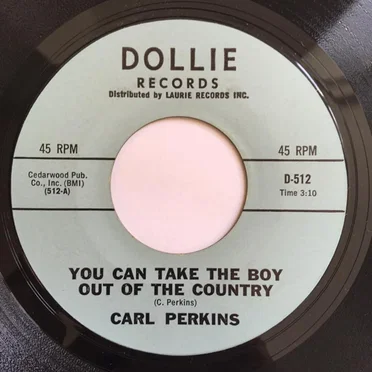 DOLLIE
RECORDS
Distributed by LAURIE RECORDS INC.
45 RPM
45 RPM
Cedarwood Pub.
Co., Inc. (BMI)
(512-A)
D-512
Time 3:10
YOU CAN TAKE THE BOY
OUT OF THE COUNTRY
(C. Perkins)
CARL PERKINS